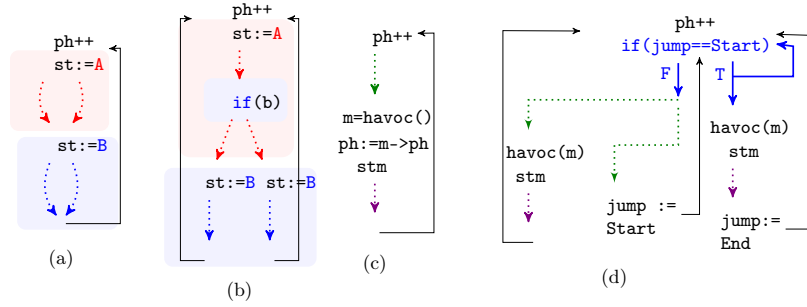 ph++
st:=A
st:=B
(a)
ph++
st:=A
if(b)
st:=B st:=B
(b)
ph++
m=havoc()
ph:=m->ph
stm
(c)
ph++
if(jump==Start)
F T
havoc(m)
stm
jump :=
Start
havoc(m)
stm
jump:=
End
(d)